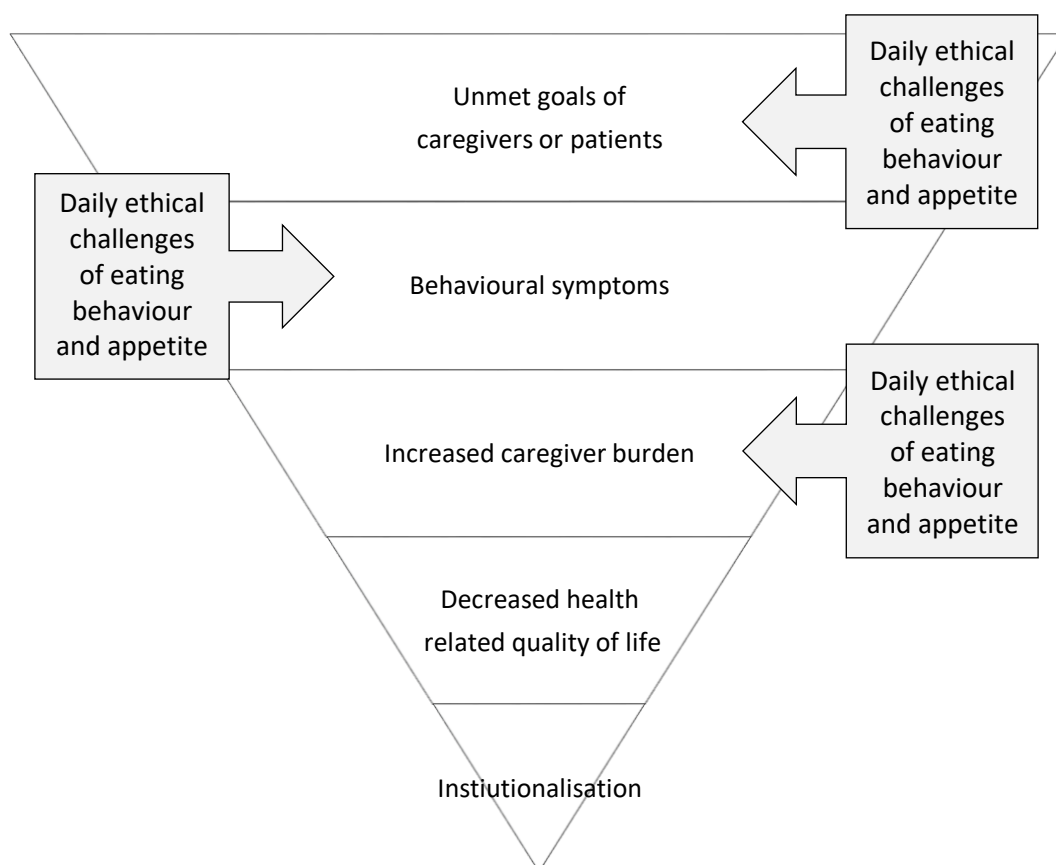 Unmet goals of
caregivers or patients
Daily ethical
challenges
of eating
behaviour
and appetite
Daily ethical
challenges
of eating
behaviour
and appetite
Behavioural symptoms
Increased caregiver burden
Daily ethical
challenges
of eating
behaviour
and appetite
Decreased health
related quality of life
Instiutionalisation